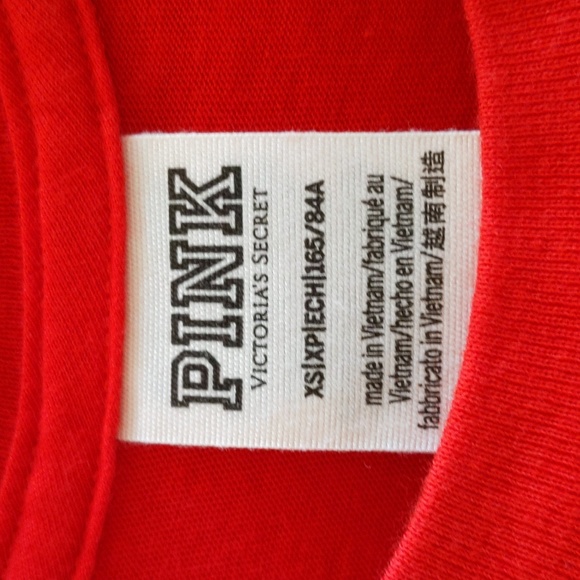 PINK
VICTORIA'S SECRET
XS|XP|ECH|165/84A
made in Vietnam/fabriqué au
Vietnam/hecho en Vietnam/
fabbricato in Vietnam/越南制造